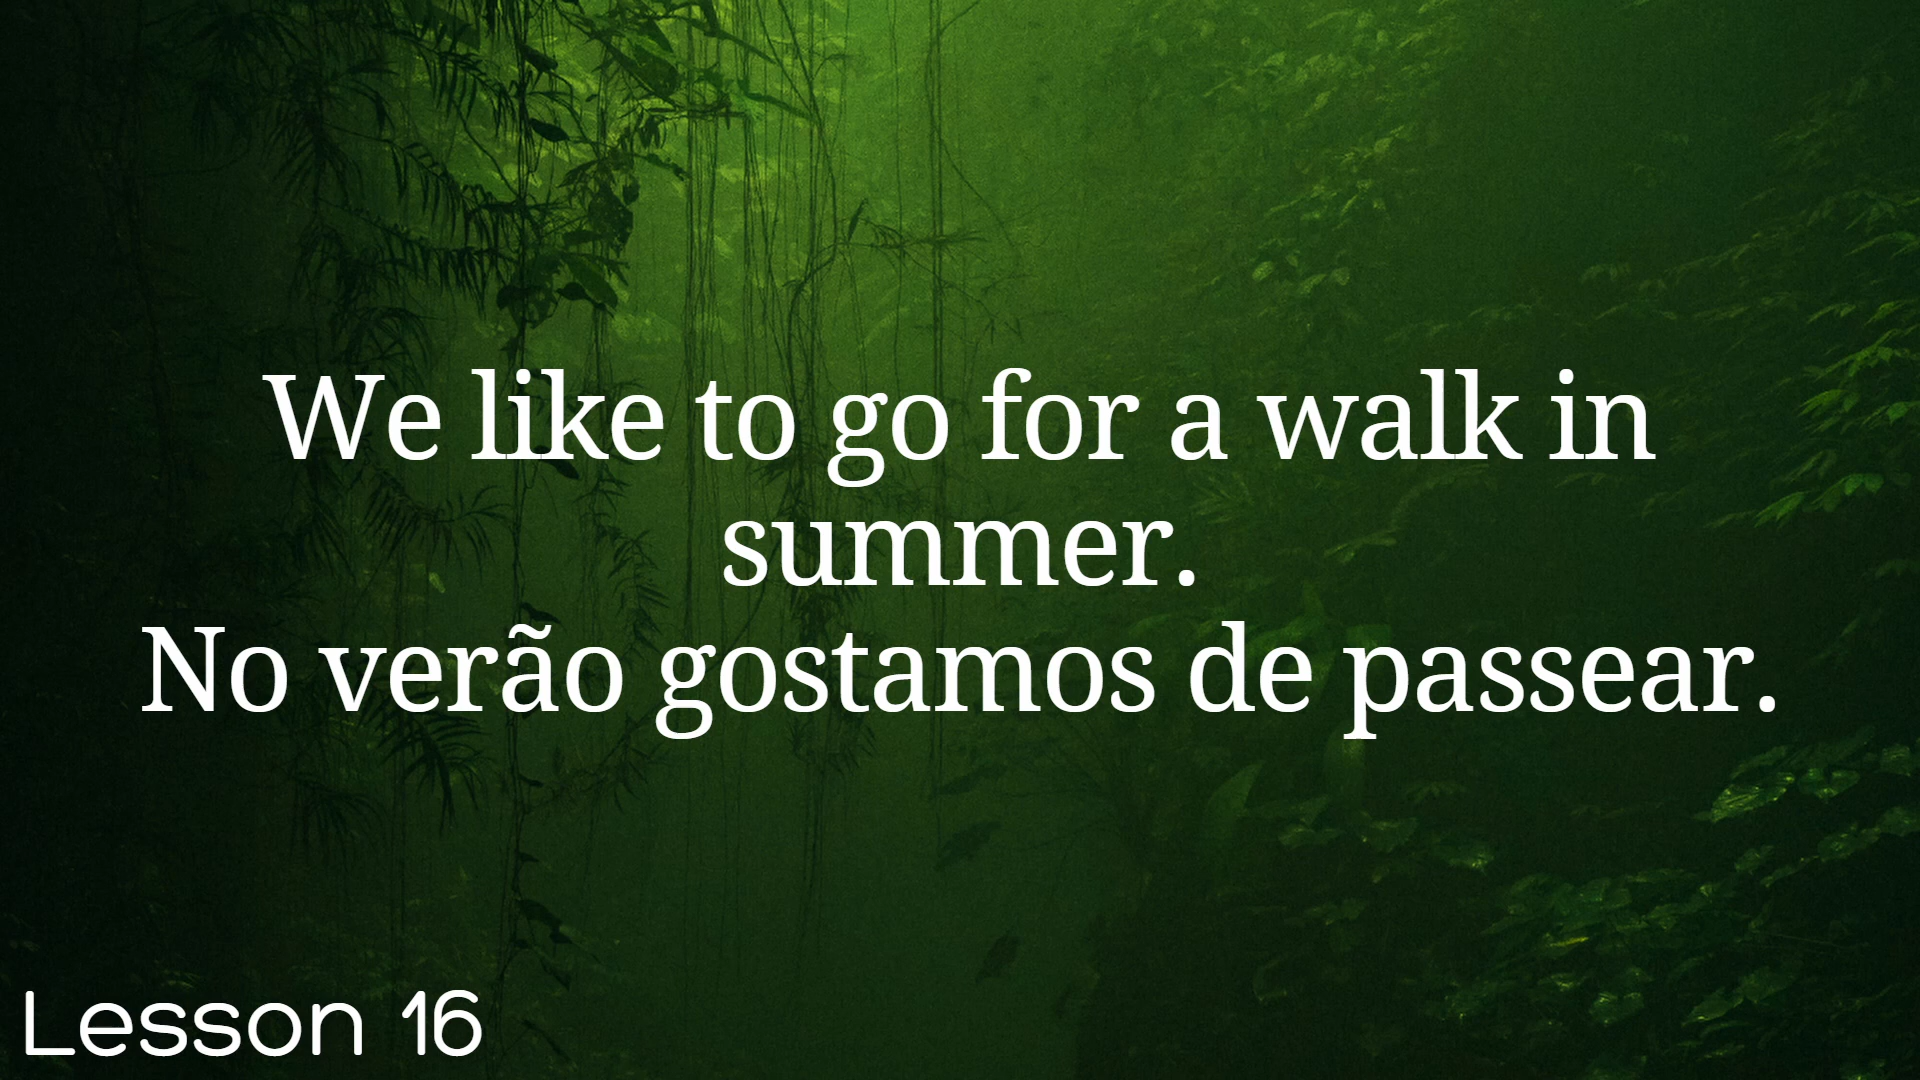 We like to go for a walk in
summer.
No verão gostamos de passear.
Lesson 16